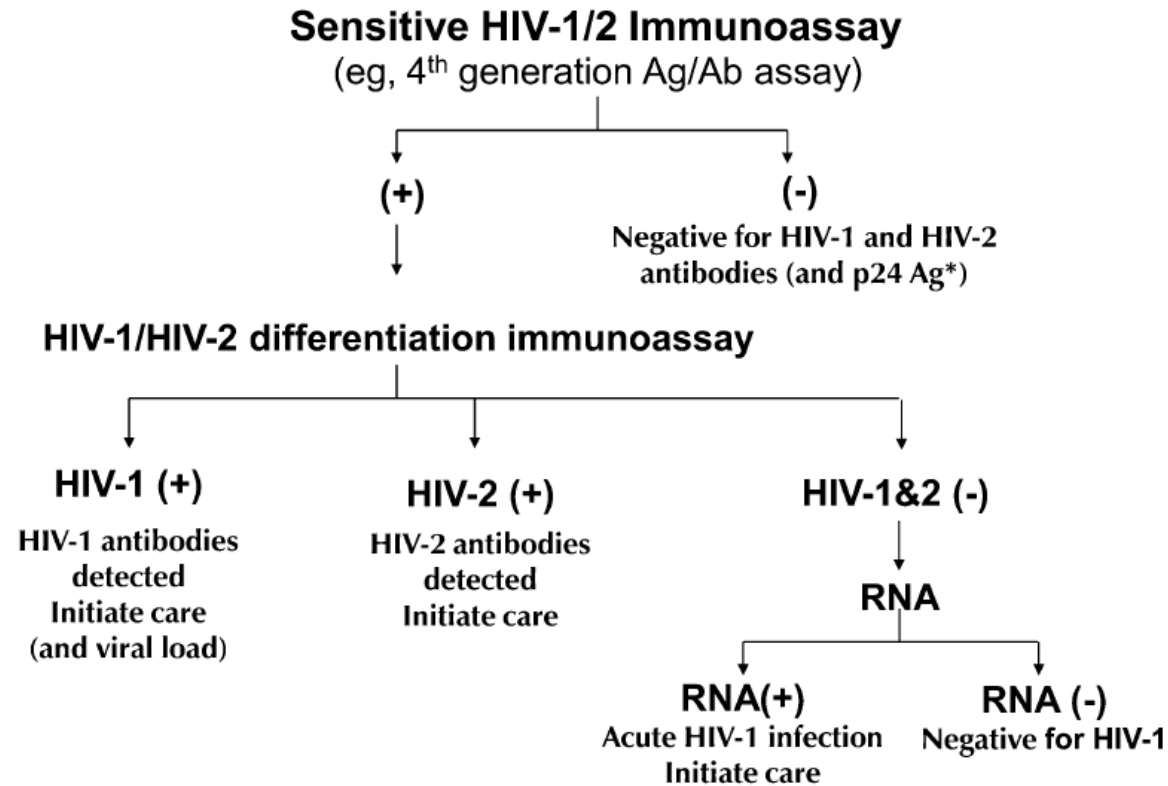 Sensitive HIV-1/2 Immunoassay
(eg, 4th generation Ag/Ab assay)
(+)
(-)
Negative for HIV-1 and HIV-2
antibodies (and p24 Ag*)
HIV-1/HIV-2 differentiation immunoassay
HIV-1 (+)
HIV-1 antibodies
detected
Initiate care
(and viral load)
HIV-2 (+)
HIV-2 antibodies
detected
Initiate care
HIV-1&2 (-)
RNA
RNA(+)
Acute HIV-1 infection
Initiate care
RNA (-)
Negative for HIV-1